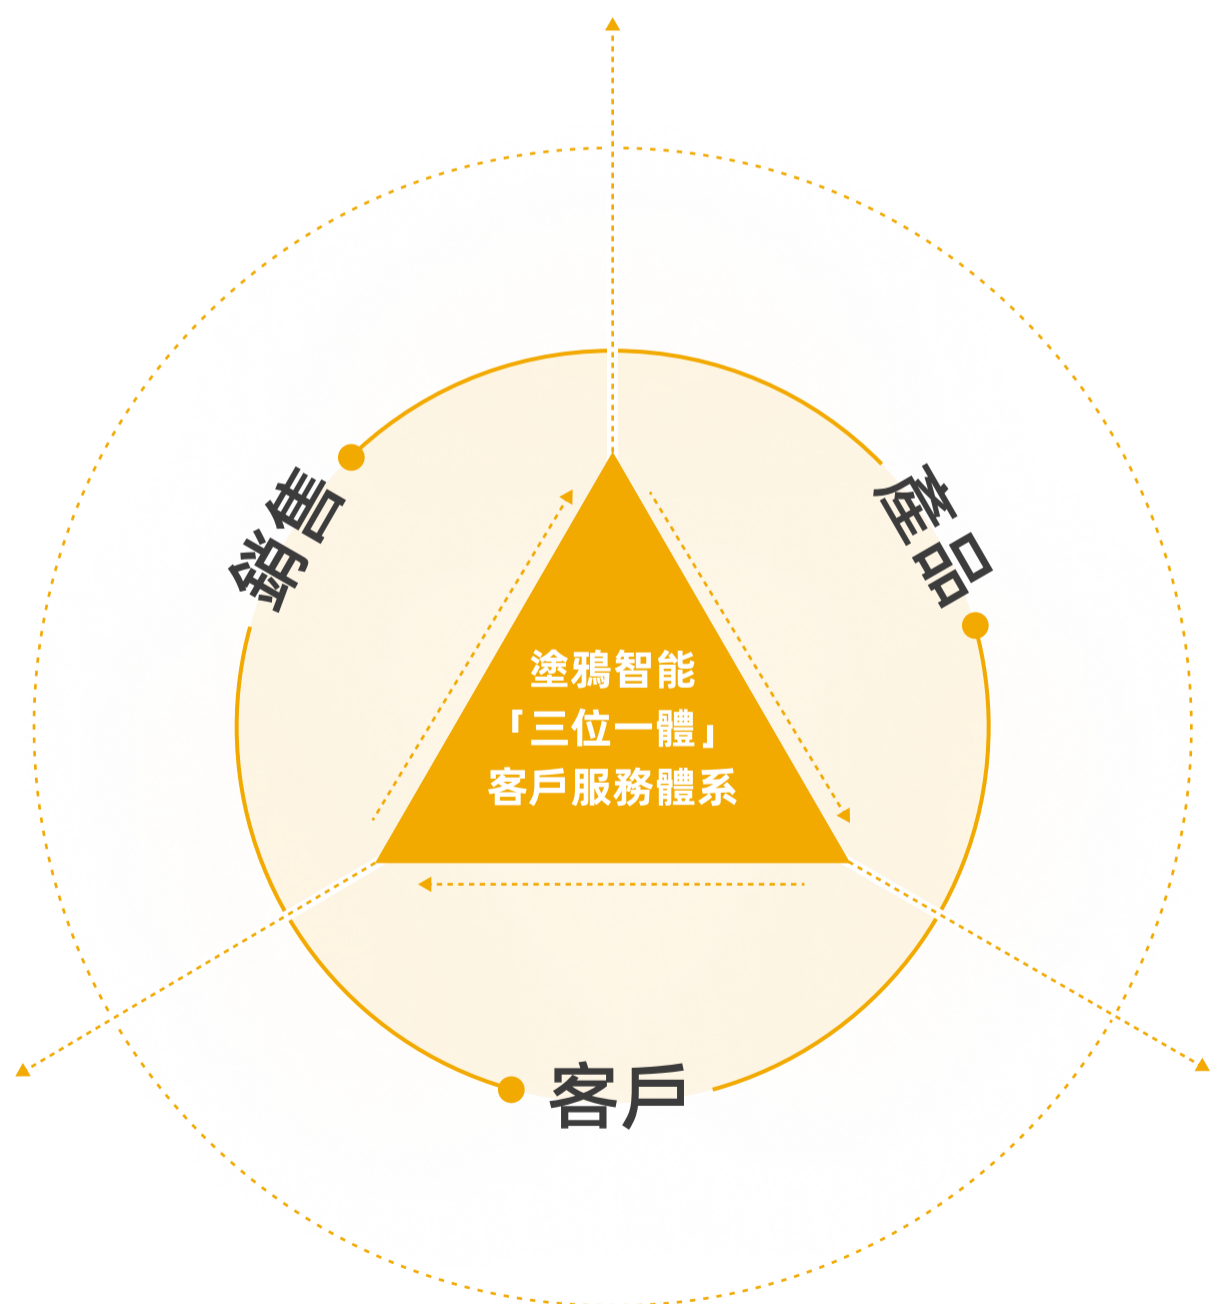 銷售
產品
塗鴉智能
「三位一體」
客戶服務體系
客戶